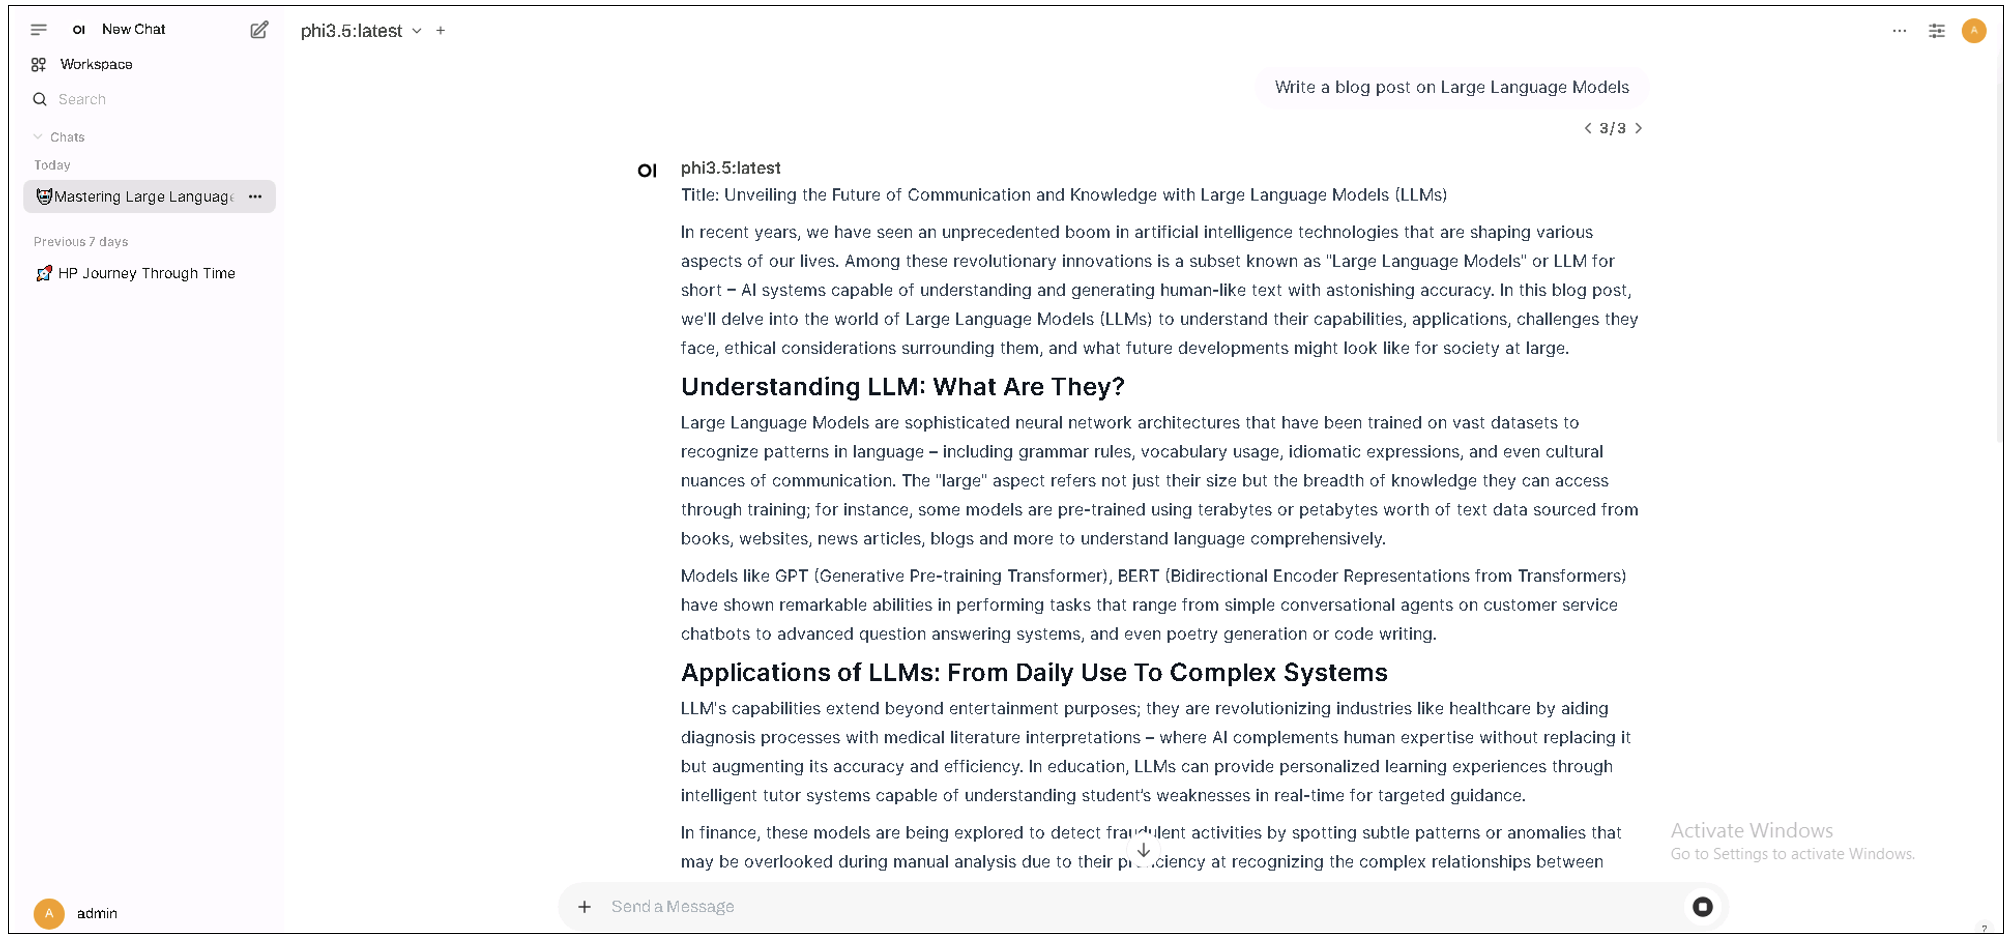 OI New Chat
Workspace
Search
Chats
Today
Mastering Large Language
Previous 7 days
HP Journey Through Time
A admin
phi3.5:latest
A
Write a blog post on Large Language Models
3/3
OI phi3.5:latest
Title: Unveiling the Future of Communication and Knowledge with Large Language Models (LLMs)
In recent years, we have seen an unprecedented boom in artificial intelligence technologies that are shaping various
aspects of our lives. Among these revolutionary innovations is a subset known as "Large Language Models" or LLM for
short – AI systems capable of understanding and generating human-like text with astonishing accuracy. In this blog post,
we'll delve into the world of Large Language Models (LLMs) to understand their capabilities, applications, challenges they
face, ethical considerations surrounding them, and what future developments might look like for society at large.
Understanding LLM: What Are They?
Large Language Models are sophisticated neural network architectures that have been trained on vast datasets to
recognize patterns in language – including grammar rules, vocabulary usage, idiomatic expressions, and even cultural
nuances of communication. The "large" aspect refers not just their size but the breadth of knowledge they can access
through training; for instance, some models are pre-trained using terabytes or petabytes worth of text data sourced from
books, websites, news articles, blogs and more to understand language comprehensively.
Models like GPT (Generative Pre-training Transformer), BERT (Bidirectional Encoder Representations from Transformers)
have shown remarkable abilities in performing tasks that range from simple conversational agents on customer service
chatbots to advanced question answering systems, and even poetry generation or code writing.
Applications of LLMs: From Daily Use To Complex Systems
LLM's capabilities extend beyond entertainment purposes; they are revolutionizing industries like healthcare by aiding
diagnosis processes with medical literature interpretations – where AI complements human expertise without replacing it
but augmenting its accuracy and efficiency. In education, LLMs can provide personalized learning experiences through
intelligent tutor systems capable of understanding student's weaknesses in real-time for targeted guidance.
In finance, these models are being explored to detect fraudulent activities by spotting subtle patterns or anomalies that
may be overlooked during manual analysis due to their proficiency at recognizing the complex relationships between
Send a Message
Activate Windows
Go to Settings to activate Windows.
?